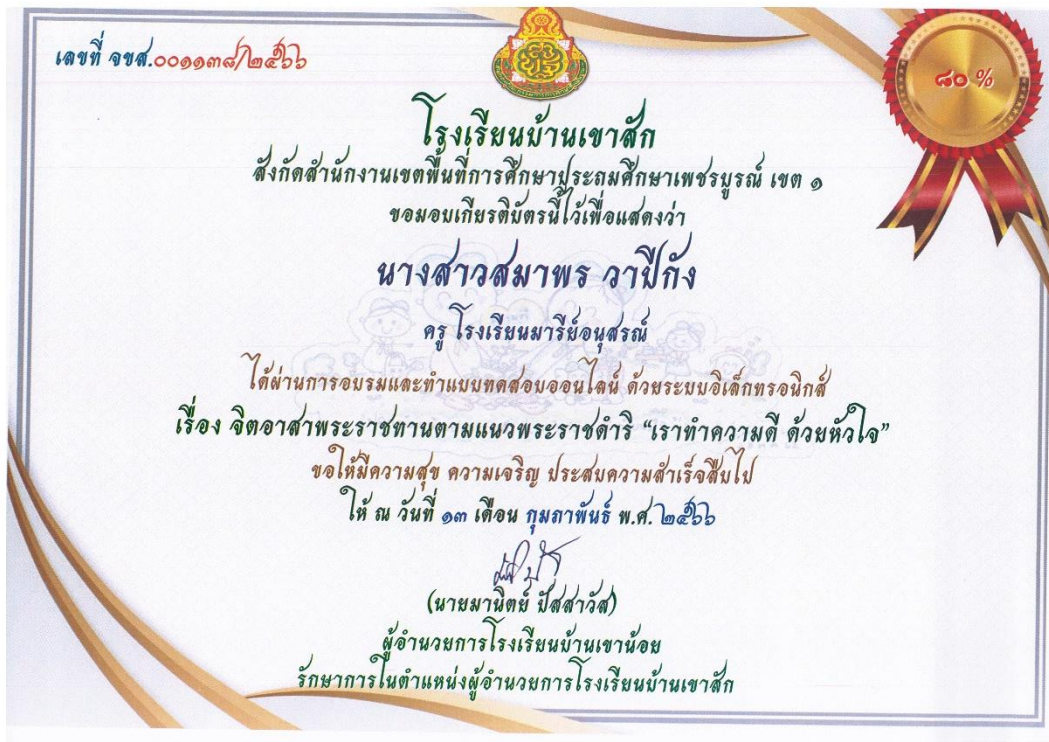 เลขที่ จขส.๐๐๑๑๓๘/๒๕๖๖
๘๐ %
โรงเรียนบ้านเขาสัก
สังกัดสำนักงานเขตพื้นที่การศึกษาประถมศึกษาเพชรบูรณ์ เขต ๑
ขอมอบเกียรติบัตรนี้ไว้เพื่อแสดงว่า
นางสาวสมาพร วาปีกัง
ครู โรงเรียนมารีย์อนุสรณ์
ได้ผ่านการอบรมและทำแบบทดสอบออนไลน์ ด้วยระบบอิเล็กทรอนิกส์
เรื่อง จิตอาสาพระราชทานตามแนวพระราชดำริ “เราทำความดี ด้วยหัวใจ”
ขอให้มีความสุข ความเจริญ ประสบความสำเร็จสืบไป
ให้ ณ วันที่ ๑๓ เดือน กุมภาพันธ์ พ.ศ. ๒๕๖๖
(นายมานิตย์ ปัสสาวัส)
ผู้อำนวยการโรงเรียนบ้านเขาน้อย
รักษาการในตำแหน่งผู้อำนวยการโรงเรียนบ้านเขาสัก